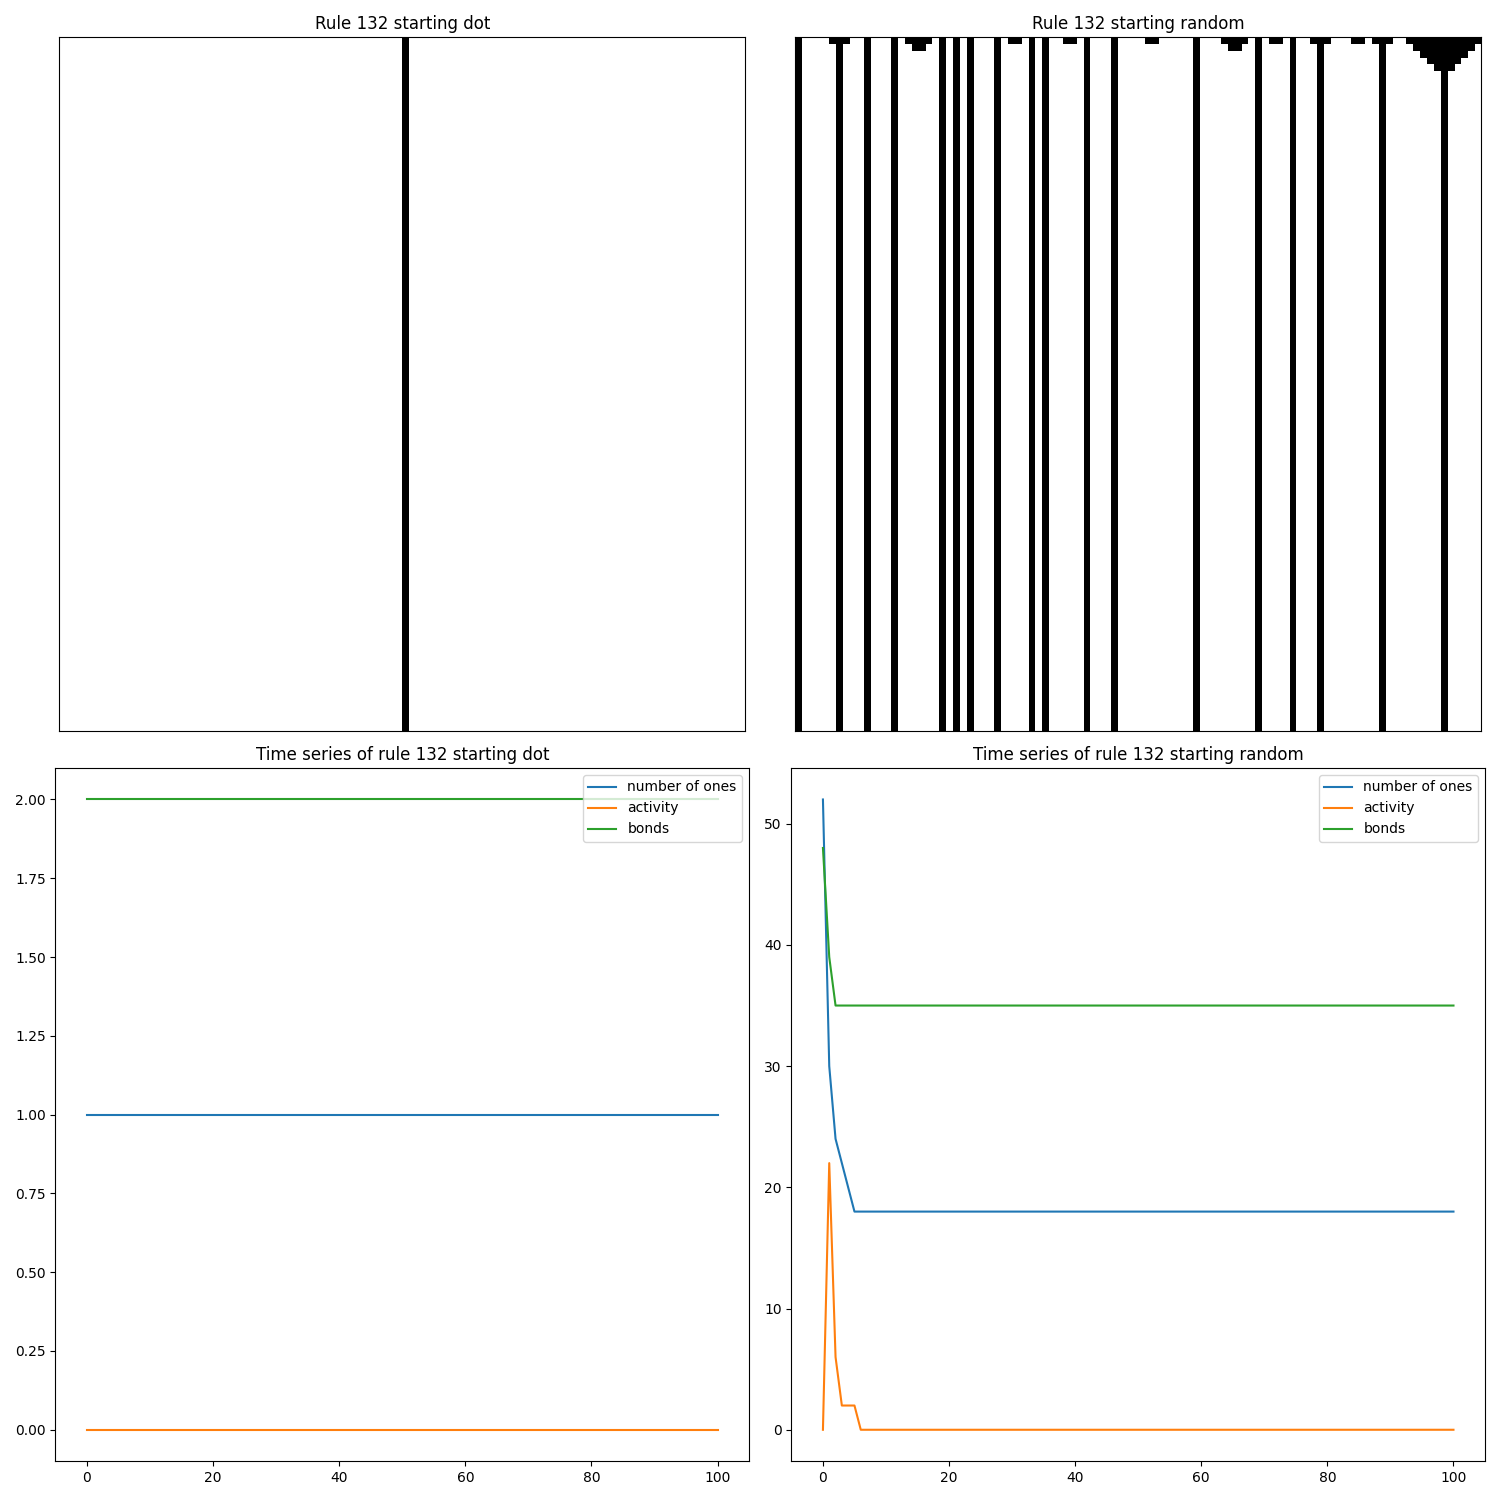 Rule 132 starting dot
Rule 132 starting random
Time series of rule 132 starting dot
2.00
1.75
1.50
1.25
1.00
0.75
0.50
0.25
0.00
0 20 40 60 80 100
number of ones
activity
bonds
Time series of rule 132 starting random
50
40
30
20
10
0
0 20 40 60 80 100
number of ones
activity
bonds